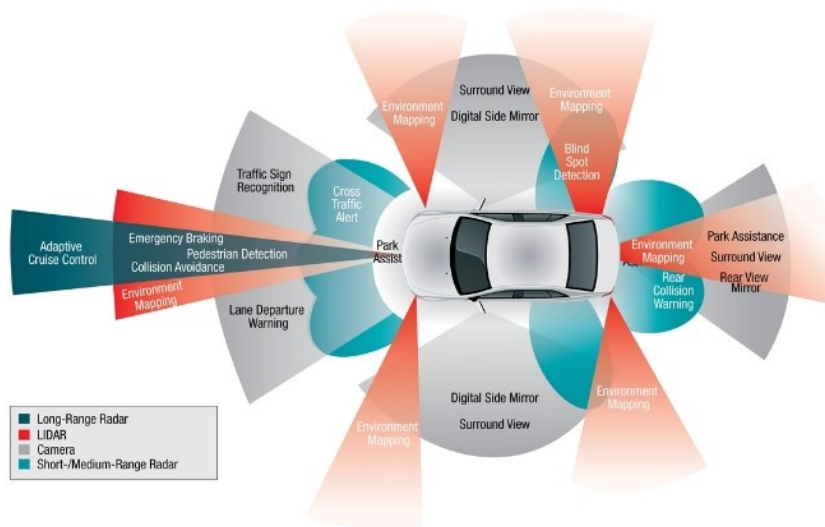 Environment
Mapping
Surround View
Digital Side Mirror
Environment
Mapping
Blind
Spot
Detection
Traffic Sign
Recognition
Cross
Traffic
Alert
Adaptive
Cruise Control
Emergency Braking
Pedestrian Detection
Collision Avoidance
Environment
Mapping
Park
Assist
Lane Departure
Warning
Environment
Mapping
Park Assistance
Surround View
Rear View
Mirror
Rear
Collision
Warning
Digital Side Mirror
Surround View
Environment
Mapping
Environment
Mapping
Long-Range Radar
LIDAR
Camera
Short-/Medium-Range Radar